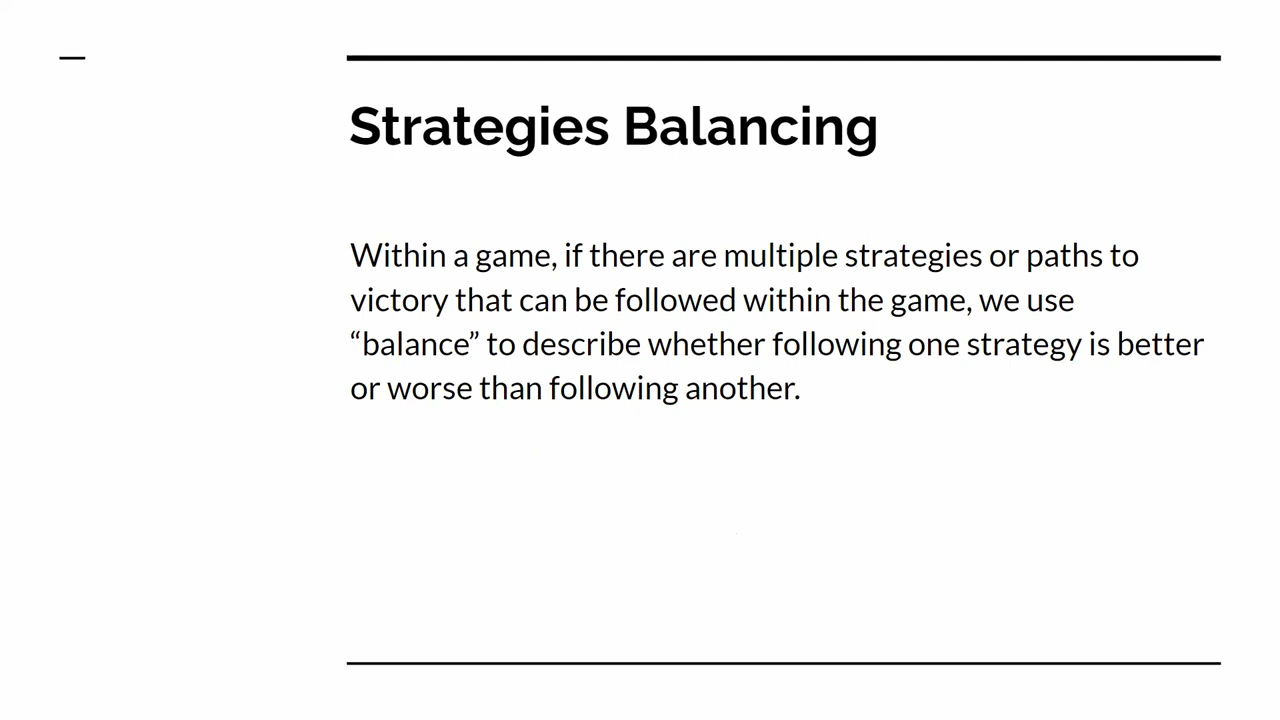 Strategies Balancing
Within a game, if there are multiple strategies or paths to
victory that can be followed within the game, we use
“balance” to describe whether following one strategy is better
or worse than following another.